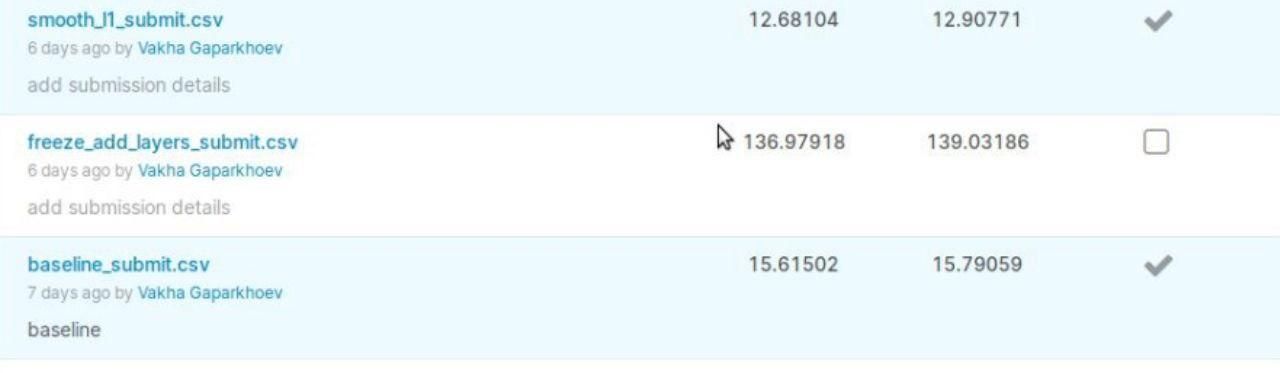 smooth_l1_submit.csv 12.68104 12.90771
6 days ago by Vakha Gaparkhoev
add submission details
freeze_add_layers_submit.csv 136.97918 139.03186
6 days ago by Vakha Gaparkhoev
add submission details
baseline_submit.csv 15.61502 15.79059
7 days ago by Vakha Gaparkhoev
baseline